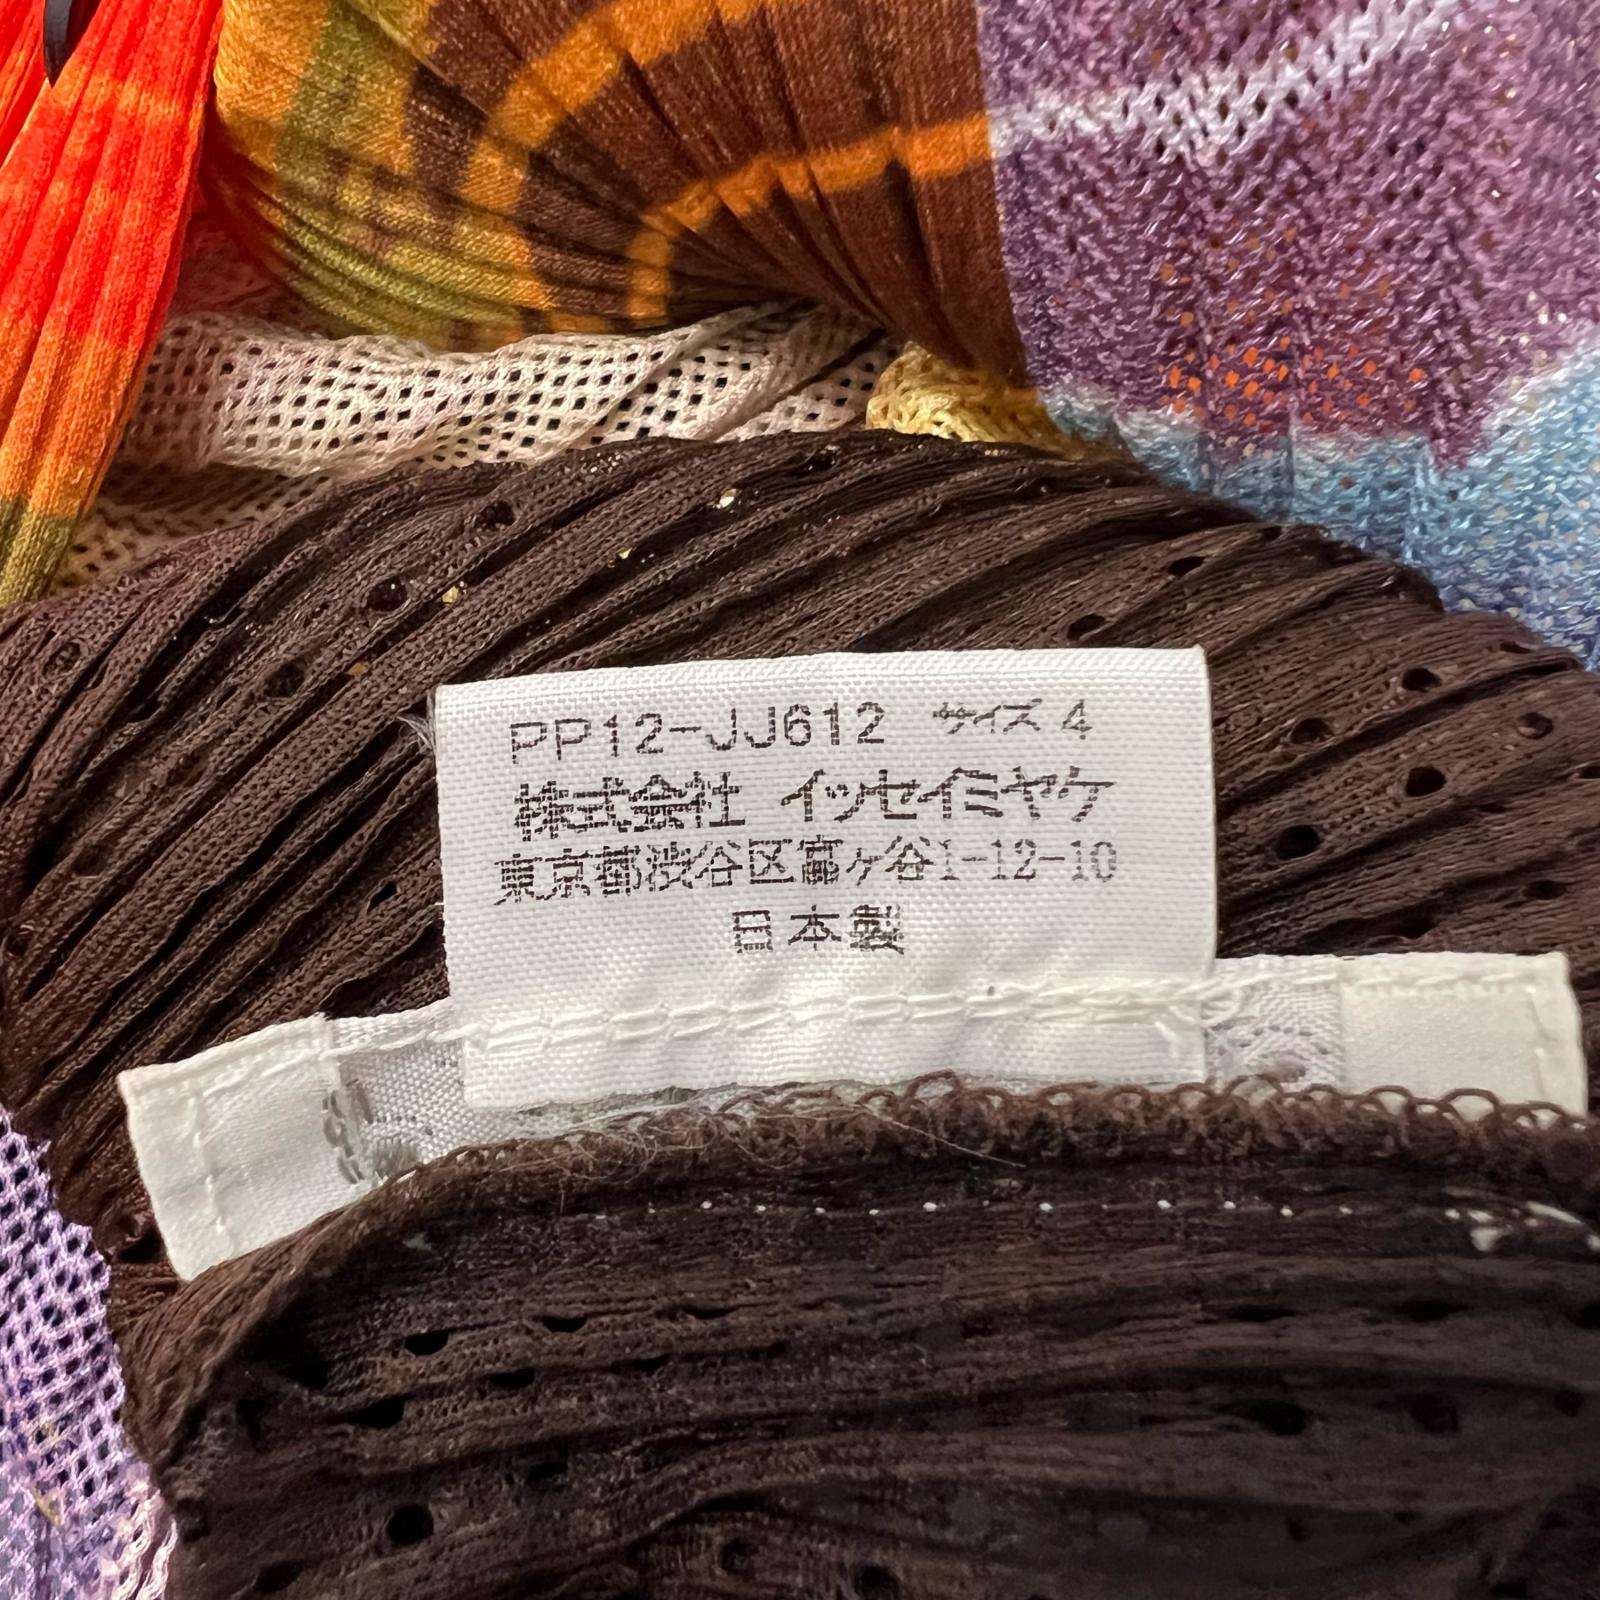 PP12-JJ612 サイズ 4
株式会社 イッセイミヤケ
東京都渋谷区富ヶ谷1-12-10
日本製